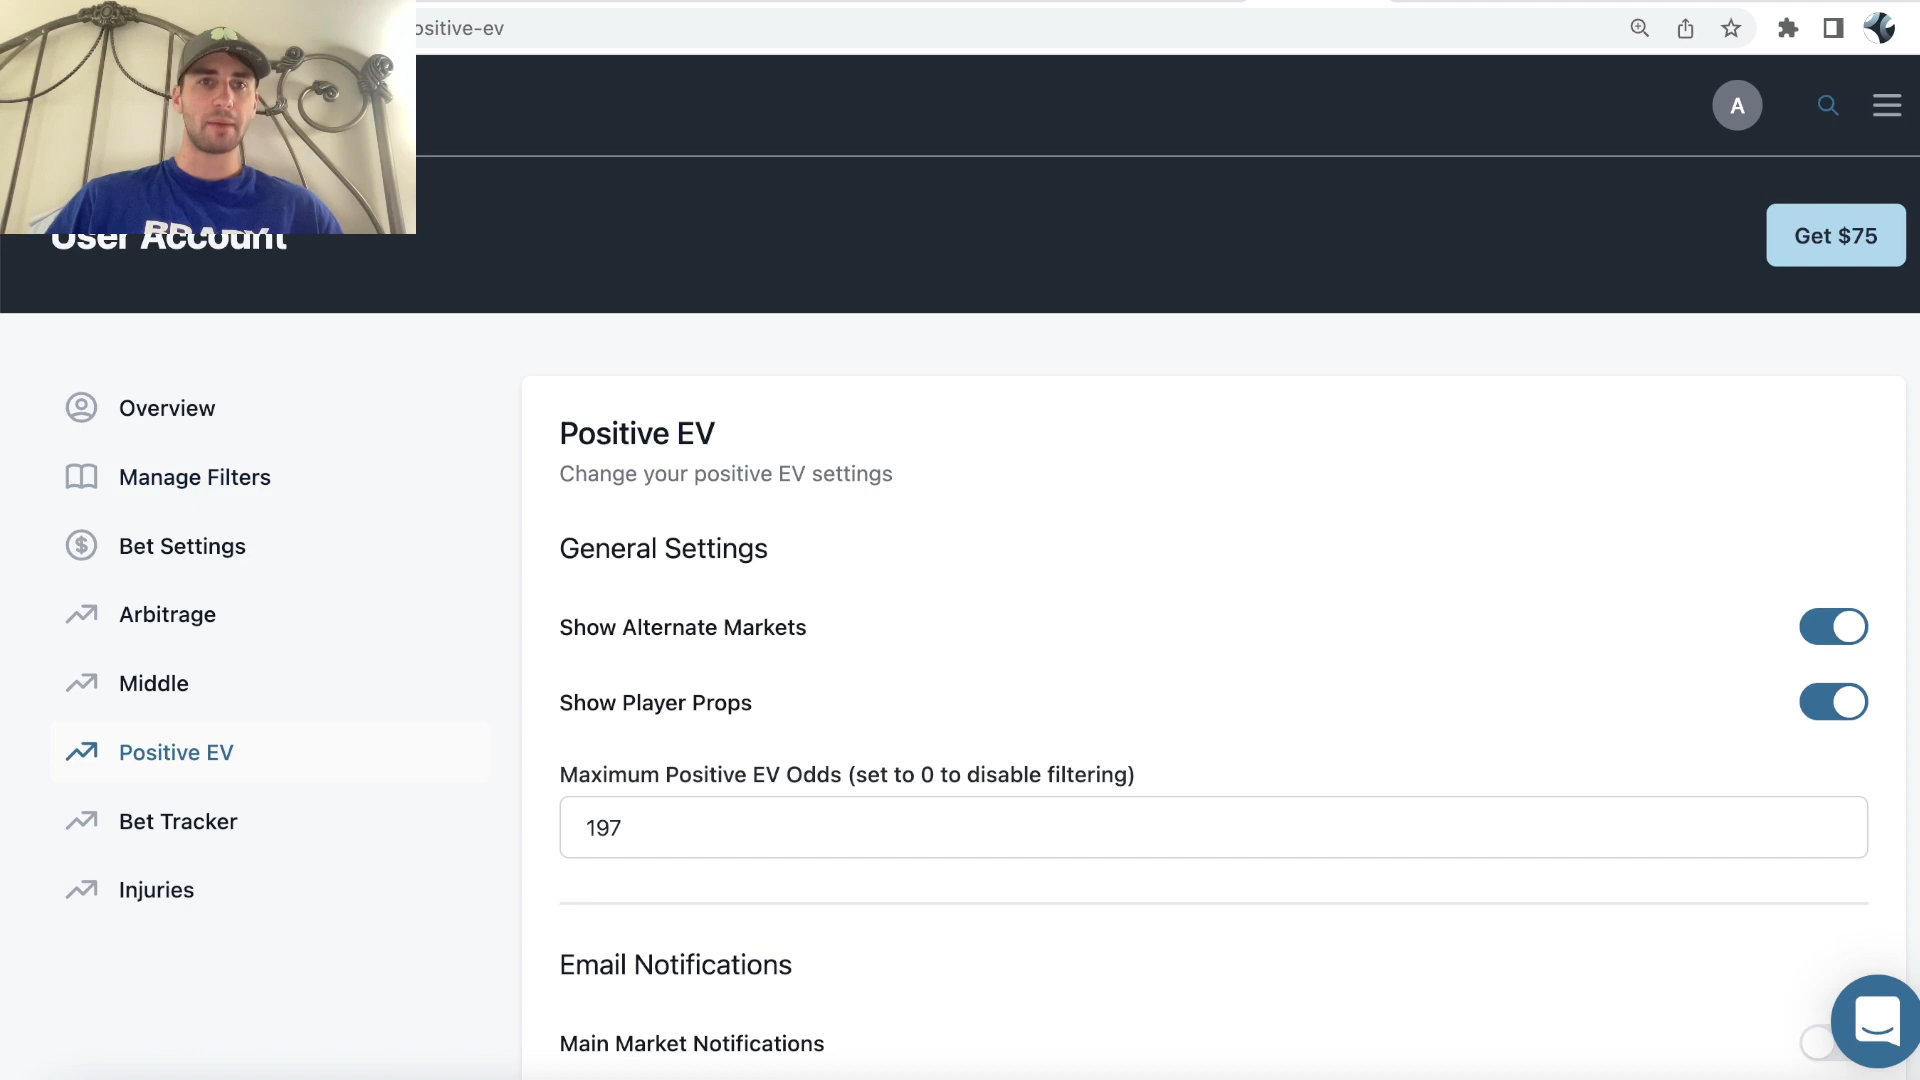 ositive-ev
A
BRADY
User Account
Get $75
Overview
Manage Filters
Bet Settings
Arbitrage
Middle
Positive EV
Bet Tracker
Injuries
Positive EV
Change your positive EV settings
General Settings
Show Alternate Markets
Show Player Props
Maximum Positive EV Odds (set to 0 to disable filtering)
197
Email Notifications
Main Market Notifications